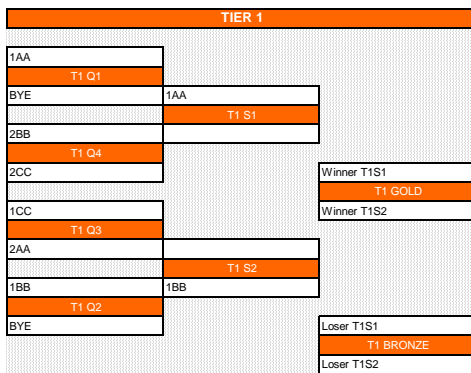 TIER 1
1AA
T1 Q1
BYE
1AA
T1 S1
2BB
T1 Q4
2CC
Winner T1S1
T1 GOLD
Winner T1S2
1CC
T1 Q3
2AA
T1 S2
1BB
1BB
T1 Q2
BYE
Loser T1S1
T1 BRONZE
Loser T1S2